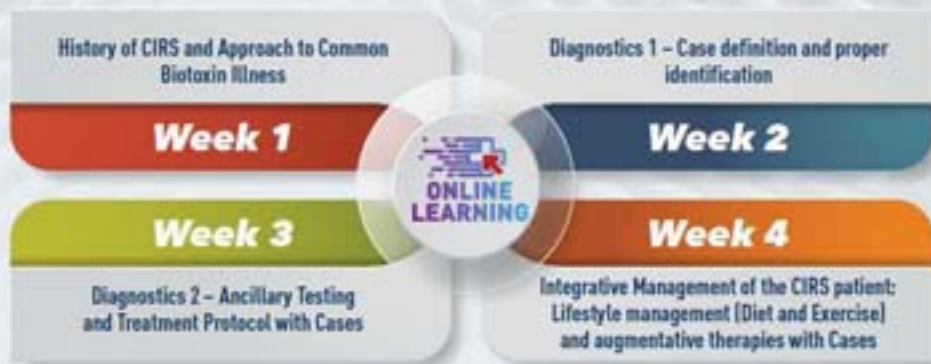 History of CIRS and Approach to Common
Biotoxin Illness
Week 1
Diagnostics 1 – Case definition and proper
identification
Week 2
ONLINE
LEARNING
Week 3
Diagnostics 2 – Ancillary Testing
and Treatment Protocol with Cases
Week 4
Integrative Management of the CIRS patient:
Lifestyle management (Diet and Exercise)
and augmentative therapies with Cases